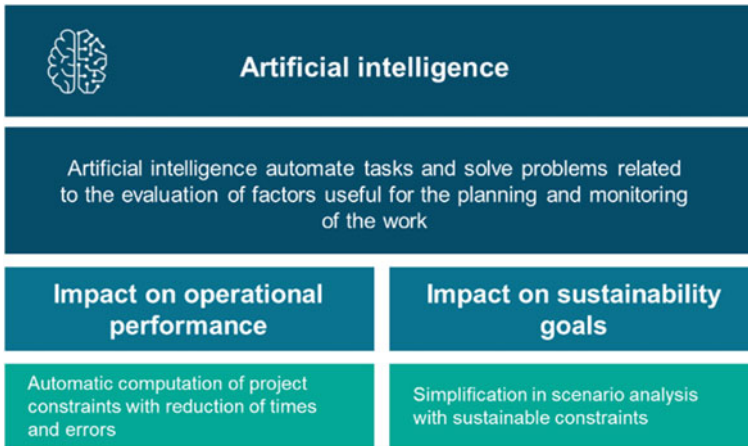 Artificial intelligence
Artificial intelligence automate tasks and solve problems related
to the evaluation of factors useful for the planning and monitoring
of the work
Impact on operational
performance
Impact on sustainability
goals
Automatic computation of project
constraints with reduction of times
and errors
Simplification in scenario analysis
with sustainable constraints